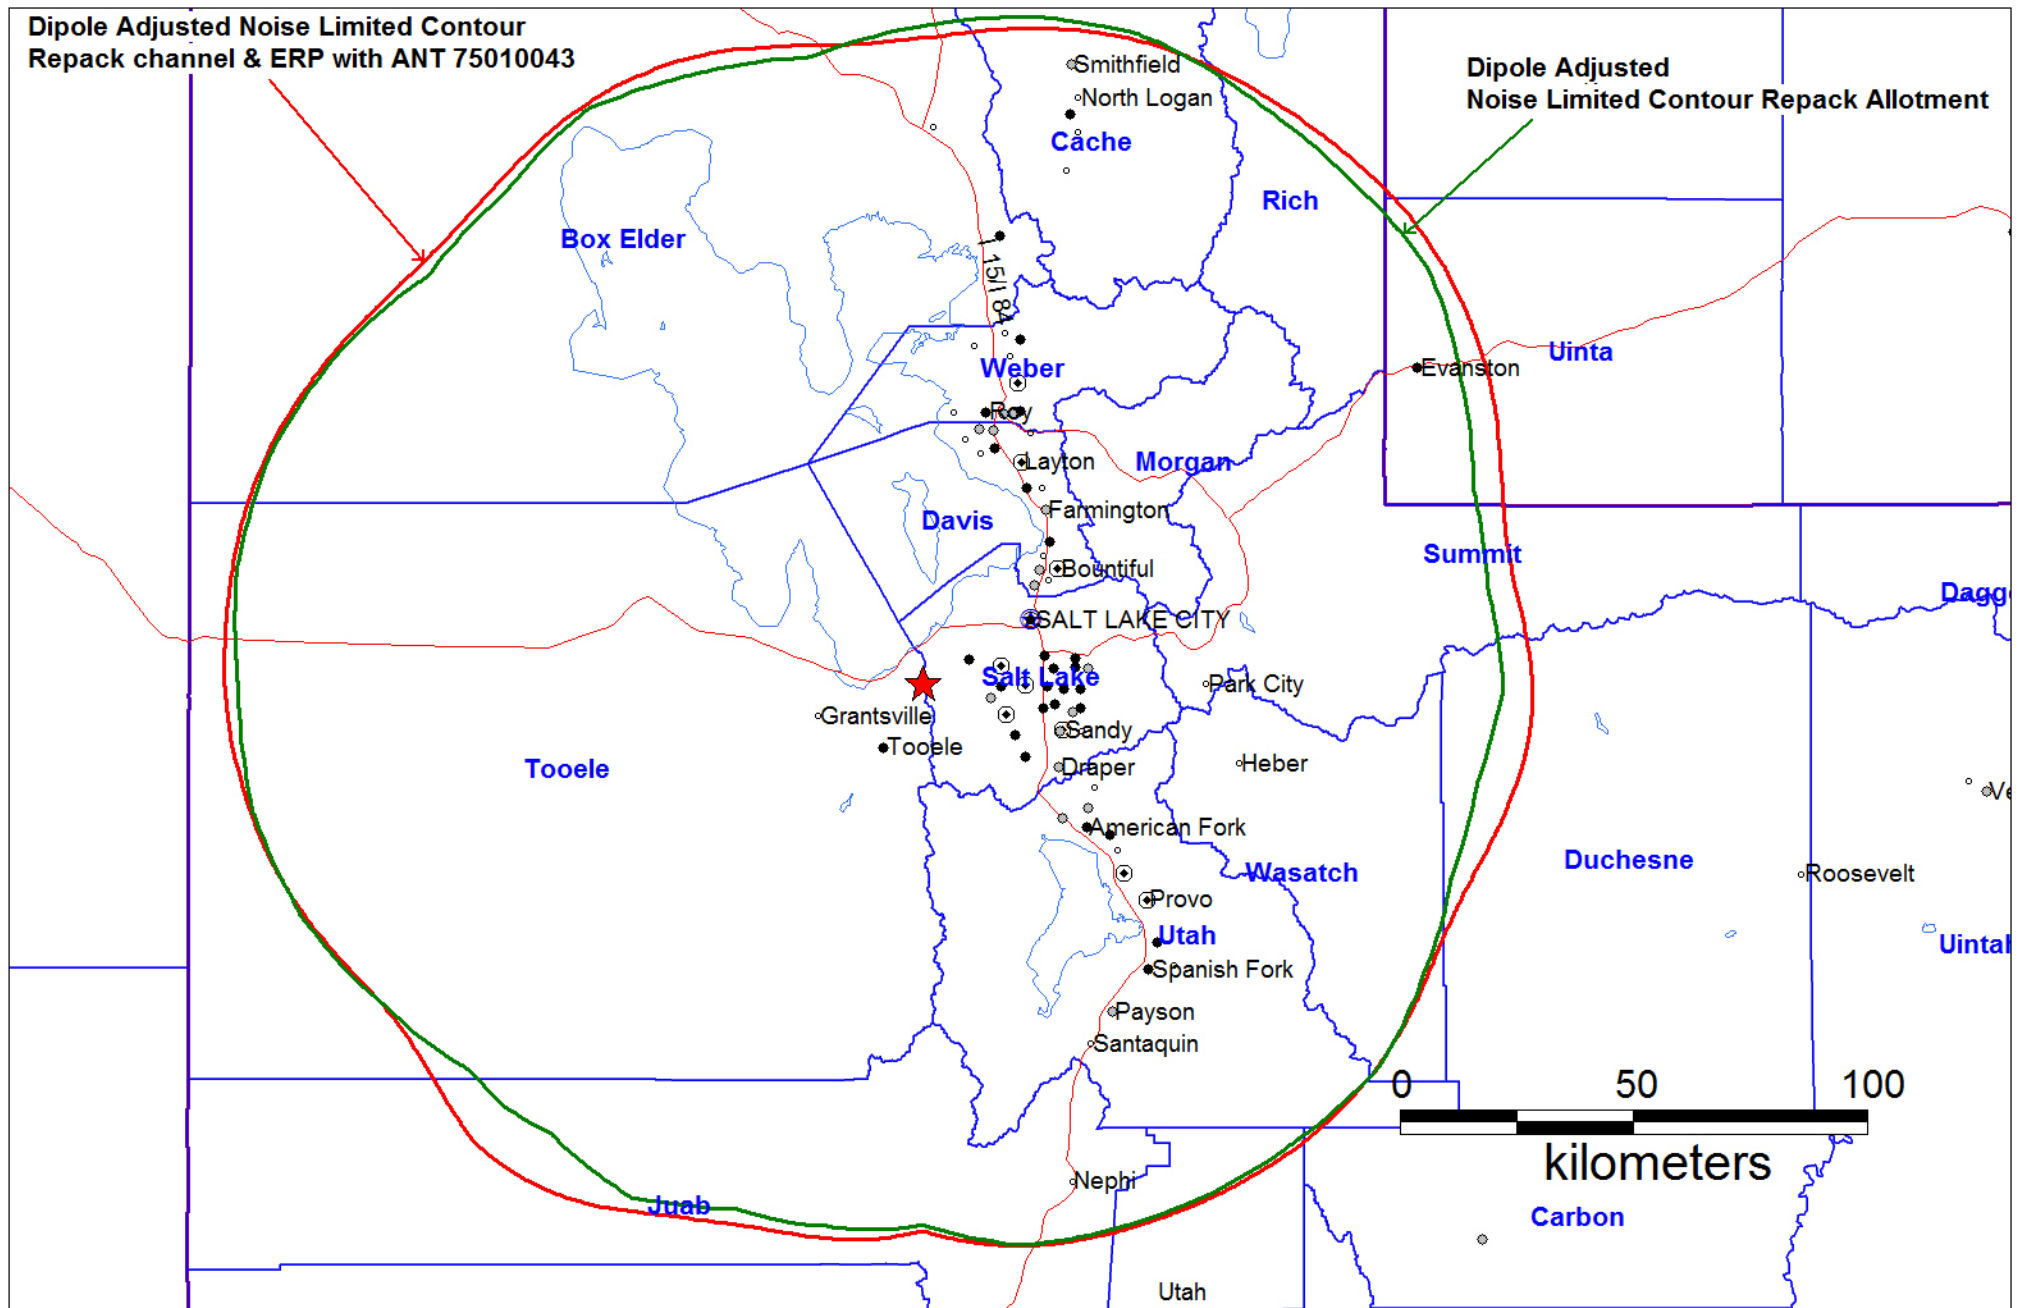 Dipole Adjusted Noise Limited Contour
Repack channel & ERP with ANT 75010043
Dipole Adjusted
Noise Limited Contour Repack Allotment
Smithfield
North Logan
Cache
Rich
Box Elder
I 15/I 84
Uinta
Evanston
Weber
Roy
Layton
Morgan
Farmington
Davis
Summit
Bountiful
Dagg
SALT LAKE CITY
Salt Lake
Park City
Grantsville
Sandy
Tooele
Heber
Draper
Tooele
Ve
American Fork
Duchesne
Wasatch
Roosevelt
Provo
Utah
Uintah
Spanish Fork
Payson
Santaquin
0 50 100
kilometers
Nephi
Juab
Carbon
Utah